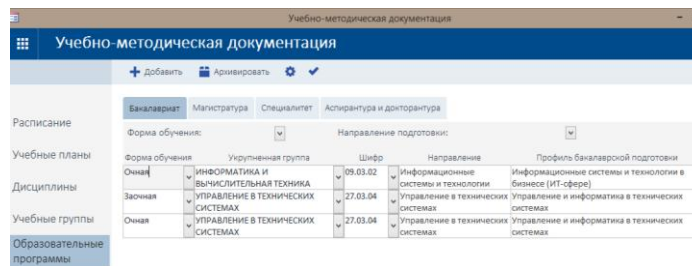 Учебно-методическая документация
Учебно-методическая документация
Добавить Архивировать
Бакалавриат Магистратура Специалитет Аспирантура и докторантура
Расписание
Форма обучения: Направление подготовки:
Учебные планы
Форма обучения Укрупненная группа Шифр Направление Профиль бакалаврской подготовки
Очная ИНФОРМАТИКА И 09.03.02 Информационные Информационные системы и технологии в
ВЫЧИСЛИТЕЛЬНАЯ ТЕХНИКА системы и технологии бизнесе (ИТ-сфере)
Дисциплины
Заочная УПРАВЛЕНИЕ В ТЕХНИЧЕСКИХ 27.03.04 Управление в технических Управление и информатика в технических
СИСТЕМАХ системах системах
Учебные группы
Очная УПРАВЛЕНИЕ В ТЕХНИЧЕСКИХ 27.03.04 Управление в технических Управление и информатика в технических
СИСТЕМАХ системах системах
Образовательные
программы